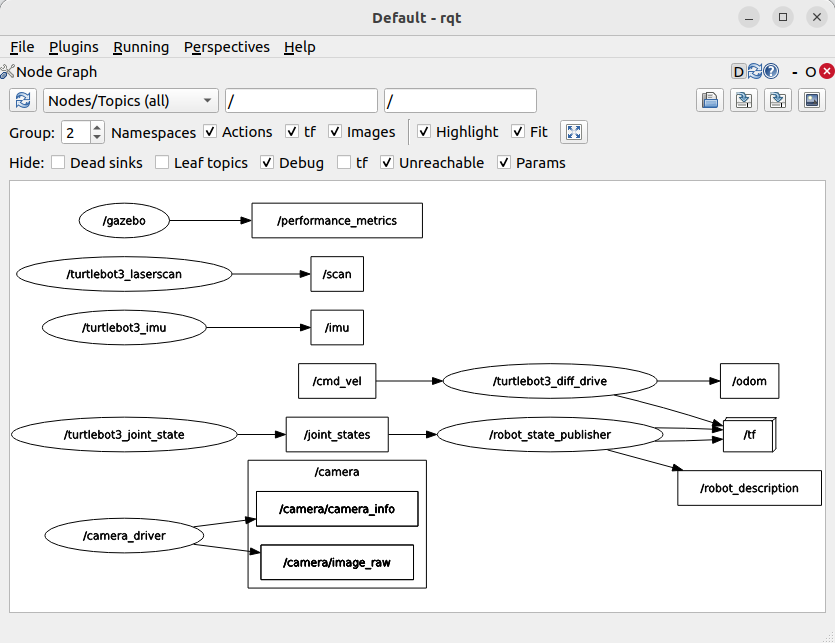 Default - rqt
File Plugins Running Perspectives Help
Node Graph D - O
Nodes/Topics (all) / /
Group: 2 Namespaces Actions tf Images Highlight Fit
Hide: Dead sinks Leaf topics Debug tf Unreachable Params
/gazebo /performance_metrics
/turtlebot3_laserscan /scan
/turtlebot3_imu /imu
/cmd_vel /turtlebot3_diff_drive /odom
/turtlebot3_joint_state /joint_states /robot_state_publisher /tf
/camera
/robot_description
/camera/camera_info
/camera_driver
/camera/image_raw